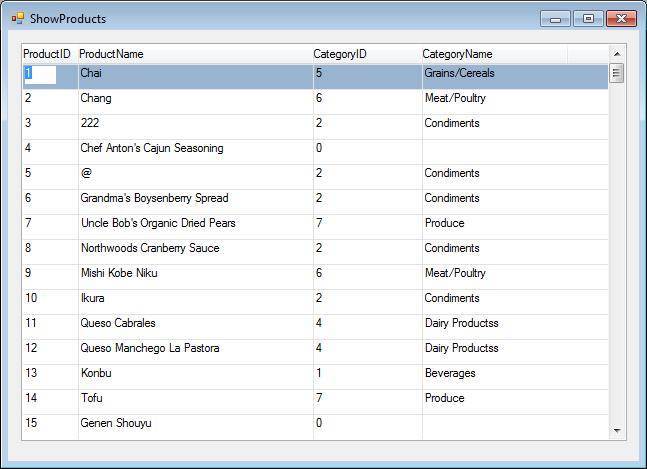 ShowProducts
ProductID ProductName CategoryID CategoryName
1 Chai 5 Grains/Cereals
2 Chang 6 Meat/Poultry
3 222 2 Condiments
4 Chef Anton's Cajun Seasoning 0
5 @ 2 Condiments
6 Grandma's Boysenberry Spread 2 Condiments
7 Uncle Bob's Organic Dried Pears 7 Produce
8 Northwoods Cranberry Sauce 2 Condiments
9 Mishi Kobe Niku 6 Meat/Poultry
10 Ikura 2 Condiments
11 Queso Cabrales 4 Dairy Productss
12 Queso Manchego La Pastora 4 Dairy Productss
13 Konbu 1 Beverages
14 Tofu 7 Produce
15 Genen Shouyu 0